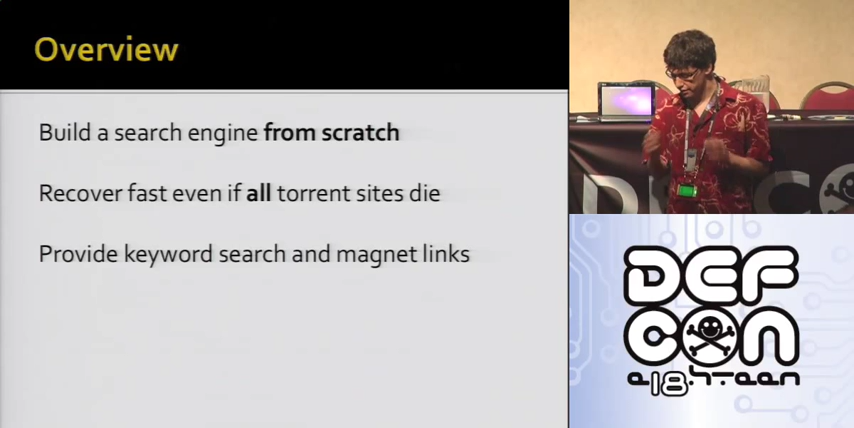 Overview
Build a search engine from scratch
Recover fast even if all torrent sites die
Provide keyword search and magnet links
DEF
CON